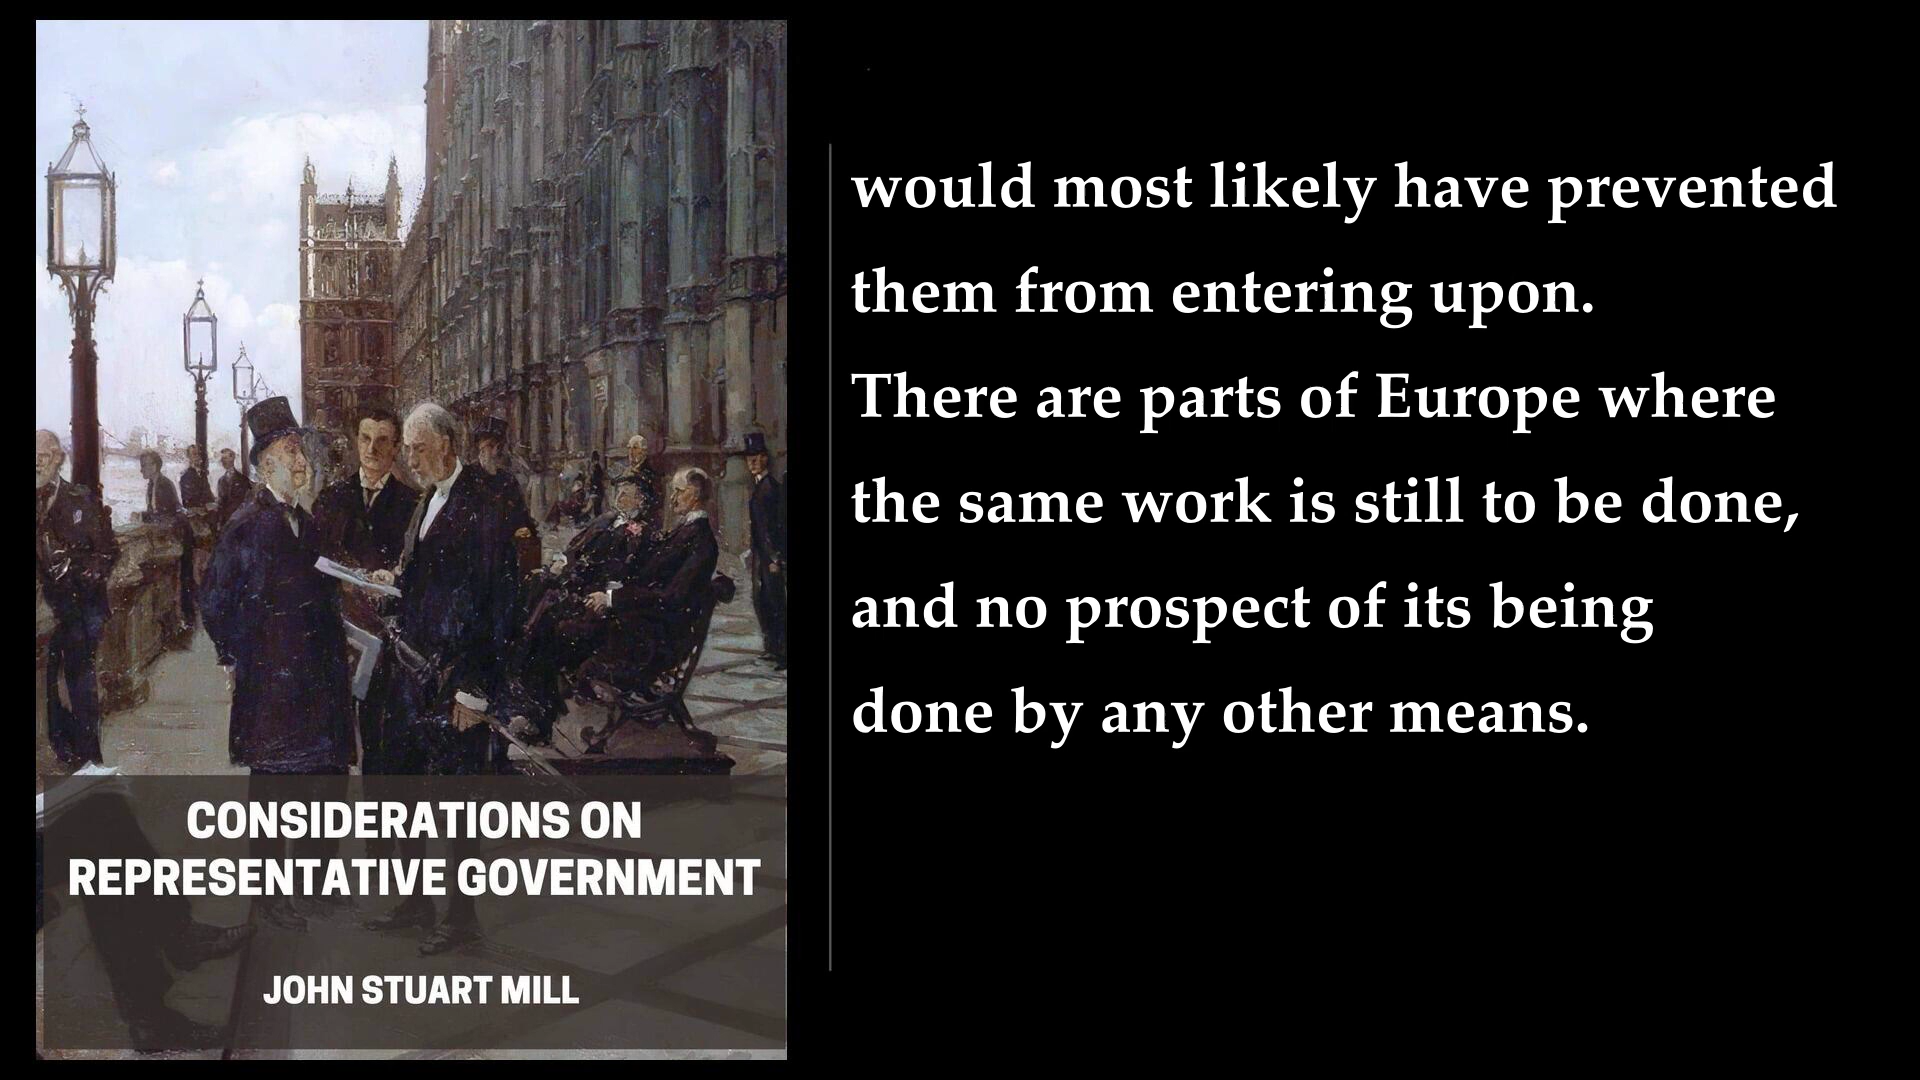 would most likely have prevented
them from entering upon.
There are parts of Europe where
the same work is still to be done,
and no prospect of its being
done by any other means.
CONSIDERATIONS ON
REPRESENTATIVE GOVERNMENT
JOHN STUART MILL